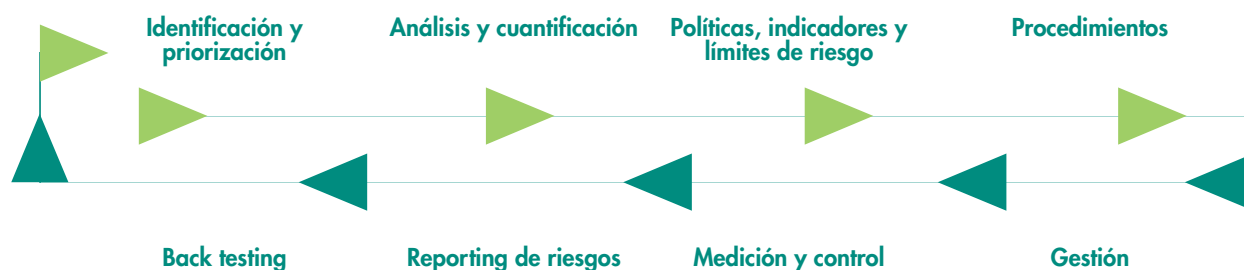 Identificación y
priorización
Análisis y cuantificación
Políticas, indicadores y
límites de riesgo
Procedimientos
Back testing
Reporting de riesgos
Medición y control
Gestión